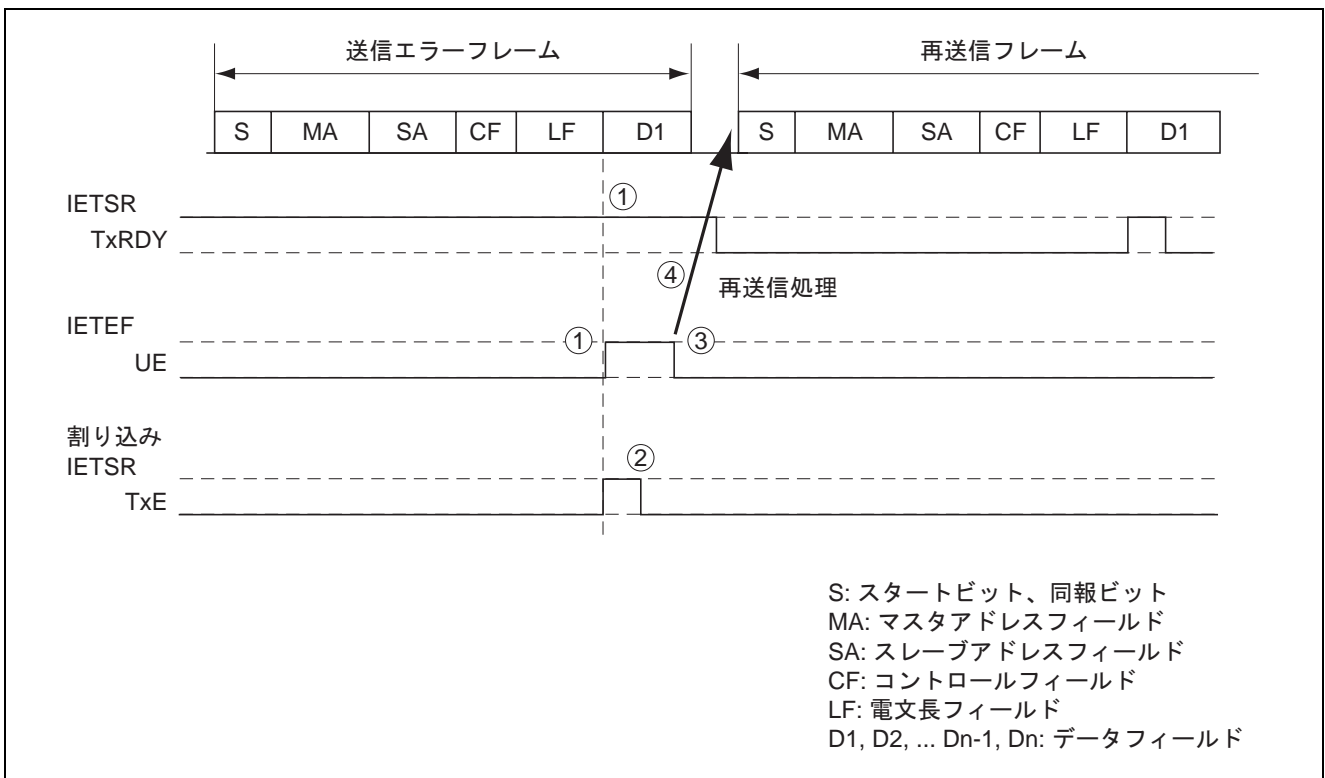 送信エラーフレーム 再送信フレーム
S MA SA CF LF D1 S MA SA CF LF D1
IETSR ①
TxRDY
④ 再送信処理
IETEF
① ③
UE
割り込み
IETSR ②
TxE
S: スタートビット、同報ビット
MA: マスタアドレスフィールド
SA: スレーブアドレスフィールド
CF: コントロールフィールド
LF: 電文長フィールド
D1, D2, ... Dn-1, Dn: データフィールド